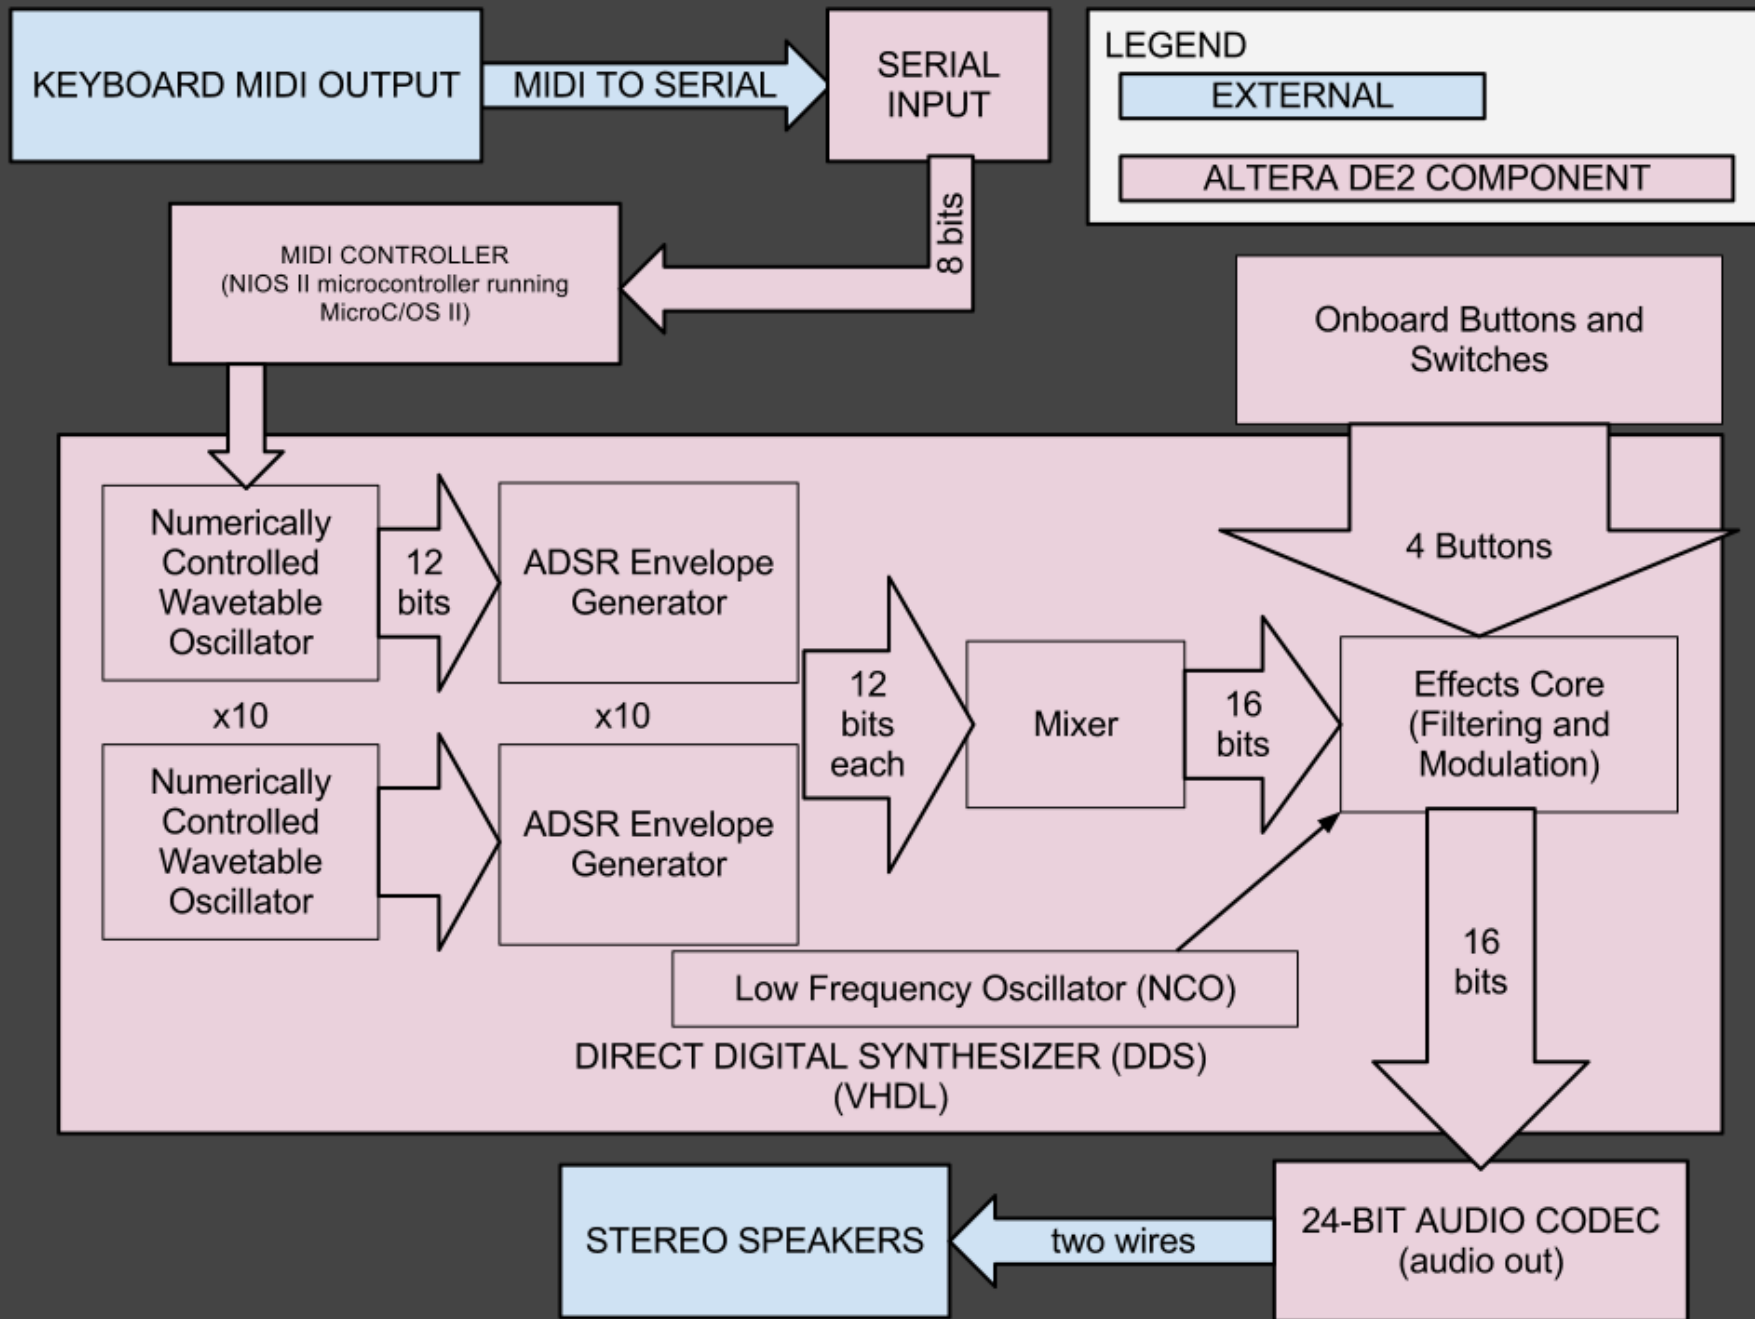 KEYBOARD MIDI OUTPUT
MIDI TO SERIAL
SERIAL
INPUT
LEGEND
EXTERNAL
ALTERA DE2 COMPONENT
8 bits
MIDI CONTROLLER
(NIOS II microcontroller running
MicroC/OS II)
Onboard Buttons and
Switches
4 Buttons
Numerically
Controlled
Wavetable
Oscillator
12
bits
ADSR Envelope
Generator
x10
x10
Numerically
Controlled
Wavetable
Oscillator
ADSR Envelope
Generator
12
bits
each
Mixer
16
bits
Effects Core
(Filtering and
Modulation)
Low Frequency Oscillator (NCO)
16
bits
DIRECT DIGITAL SYNTHESIZER (DDS)
(VHDL)
STEREO SPEAKERS
two wires
24-BIT AUDIO CODEC
(audio out)